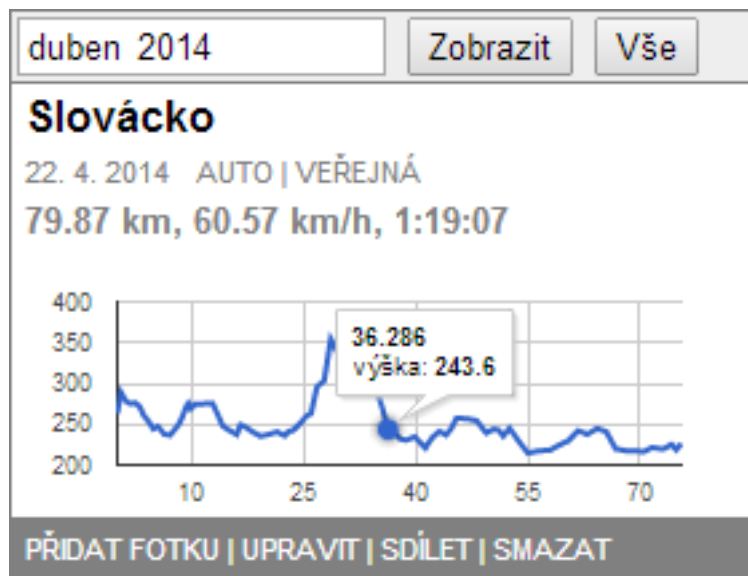 duben 2014 Zobrazit Vše
Slovácko
22. 4. 2014 AUTO | VEŘEJNÁ
79.87 km, 60.57 km/h, 1:19:07
400
350
300
250
200
36.286
výška: 243.6
10 25 40 55 70
PŘIDAT FOTKU | UPRAVIT | SDÍLET | SMAZAT